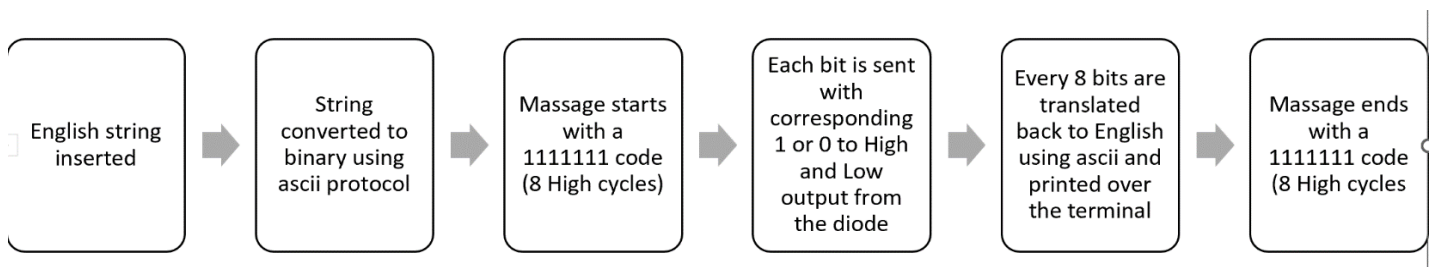 English string
inserted
String
converted to
binary using
ascii protocol
Massage starts
with a
1111111 code
(8 High cycles)
Each bit is sent
with
corresponding
1 or 0 to High
and Low
output from
the diode
Every 8 bits are
translated
back to English
using ascii and
printed over
the terminal
Massage ends
with a
1111111 code
(8 High cycles